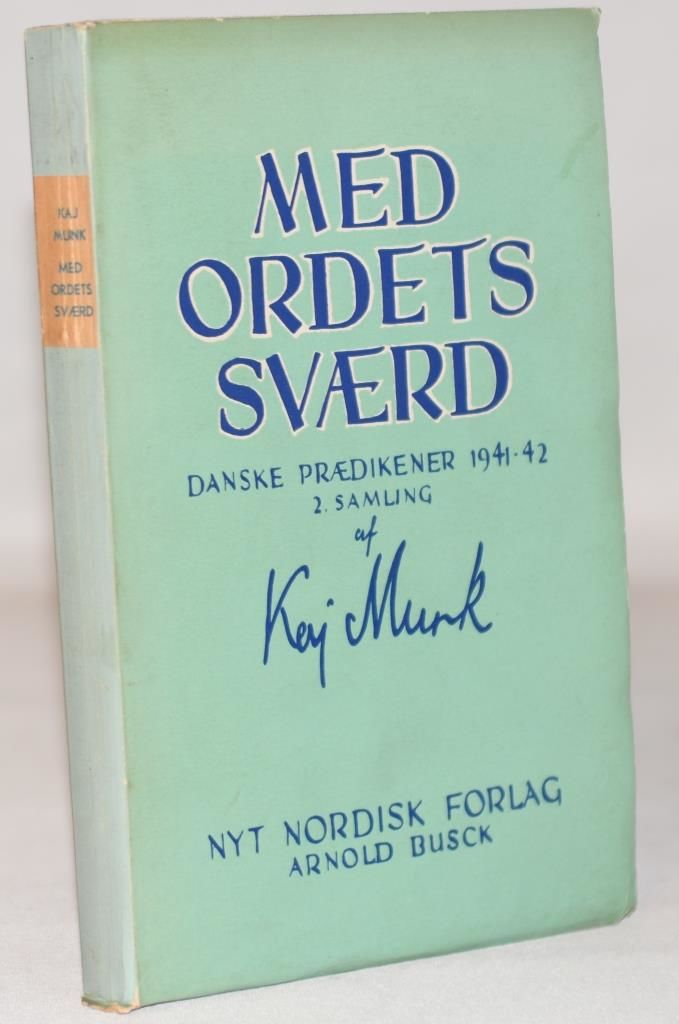 KAJ
MUNK
MED
ORDETS
SVÆRD
MED
ORDETS
SVÆRD
DANSKE PRÆDIKENER 1941-42
2. SAMLING
af
Kaj Munk
NYT NORDISK FORLAG
ARNOLD BUSCK